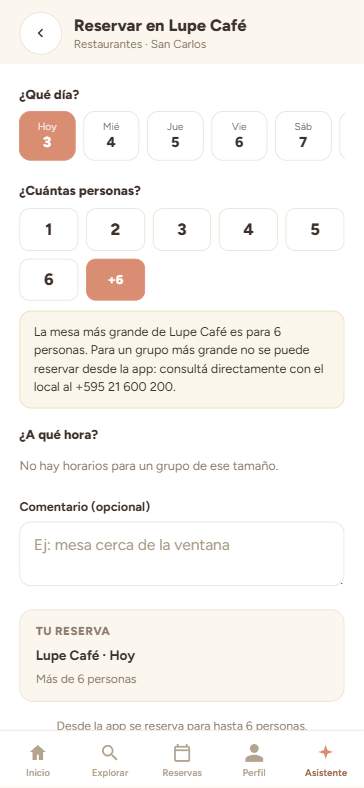 Reservar en Lupe Café
Restaurantes · San Carlos
¿Qué día?
Hoy Mié Jue Vie Sáb
3 4 5 6 7
¿Cuántas personas?
1 2 3 4 5
6 +6
La mesa más grande de Lupe Café es para 6
personas. Para un grupo más grande no se puede
reservar desde la app: consultá directamente con el
local al +595 21 600 200.
¿A qué hora?
No hay horarios para un grupo de ese tamaño.
Comentario (opcional)
Ej: mesa cerca de la ventana
TU RESERVA
Lupe Café · Hoy
Más de 6 personas
Desde la app se reserva para hasta 6 personas.
Inicio Explorar Reservas Perfil Asistente